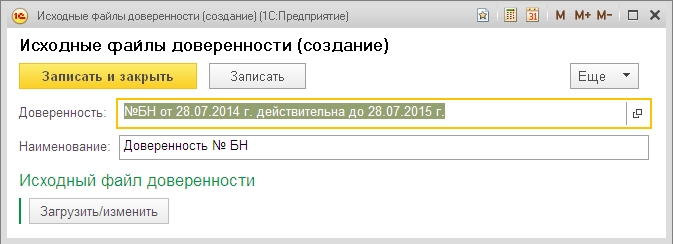 Исходные файлы доверенности (создание) (1С:Предприятие)
31 M M+ M−
Исходные файлы доверенности (создание)
Записать и закрыть Записать Еще
Доверенность: №БН от 28.07.2014 г. действительна до 28.07.2015 г.
Наименование: Доверенность № БН
Исходный файл доверенности
Загрузить/изменить